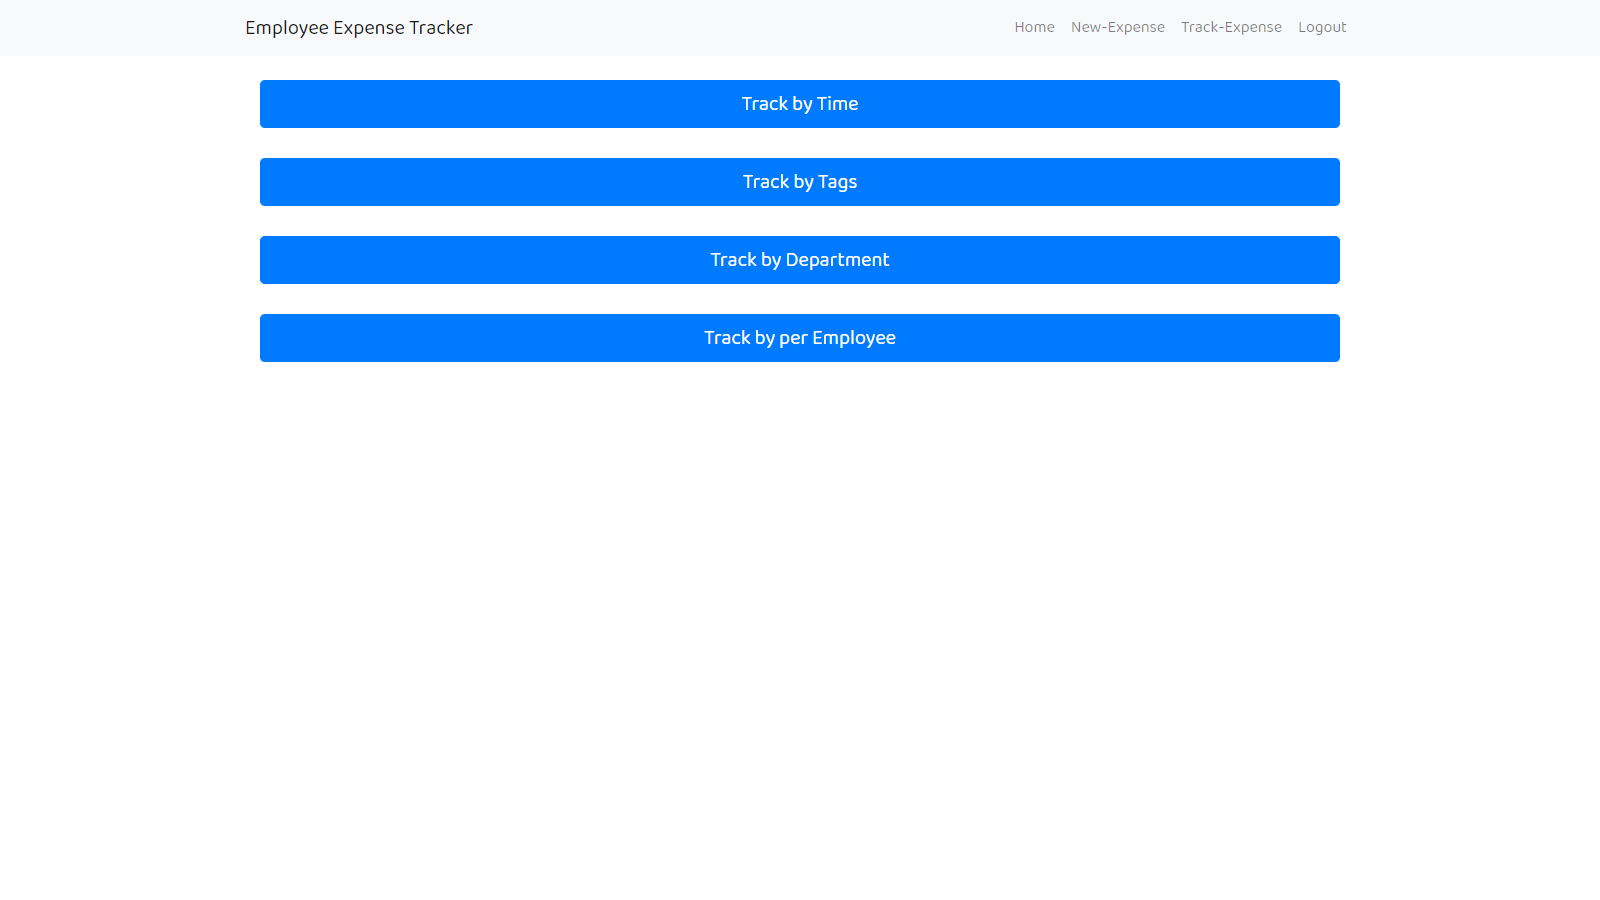 Employee Expense Tracker
Home New-Expense Track-Expense Logout
Track by Time
Track by Tags
Track by Department
Track by per Employee